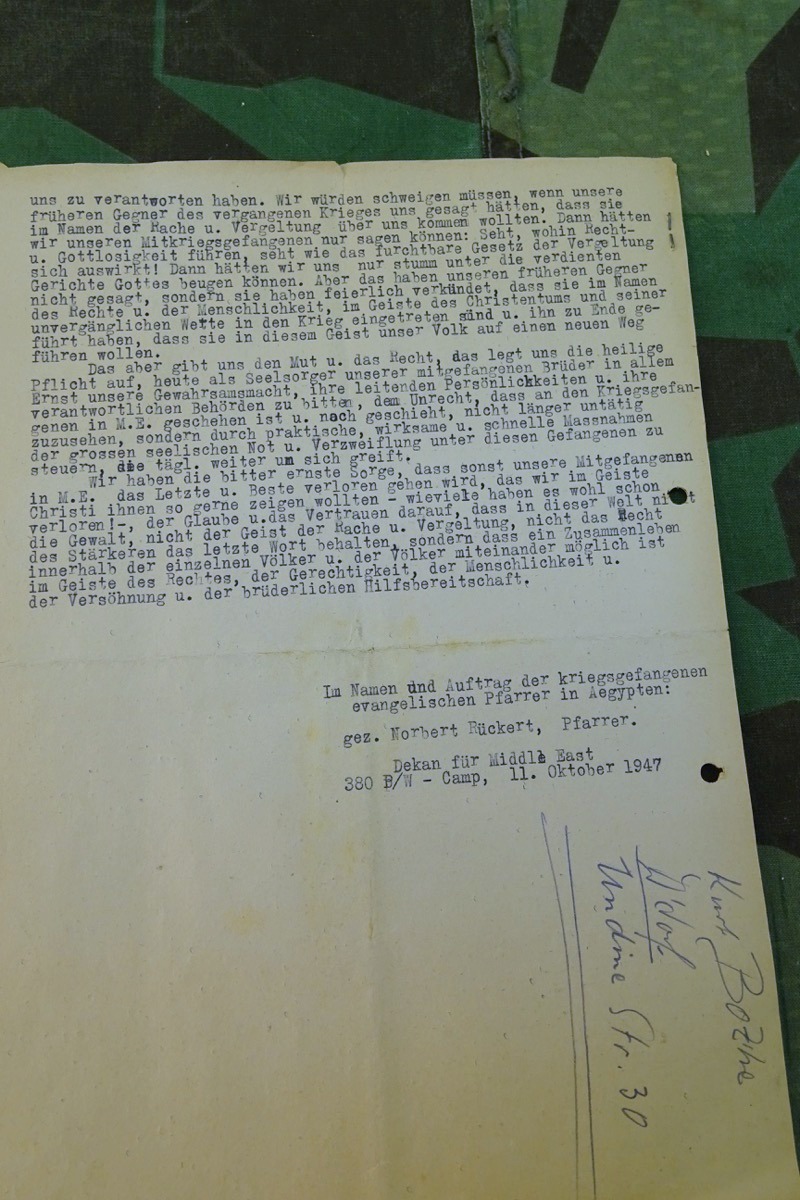 uns zu verantworten haben. Wir würden schweigen müssen, wenn unsere
früheren Gegner des vergangenen Krieges uns gesagt hätten, dass sie
im Namen der Rache u. Vergeltung über uns kommen wollten. Dann hätten
wir unseren Mitkriegsgefangenen nur sagen können: Seht, wohin Recht-
u. Gottlosigkeit führen, seht wie das furchtbare Gesetz der Vergeltung
sich auswirkt! Dann hätten wir uns nur stumm unter die verdienten
Gerichte Gottes beugen können. Aber das haben unseren früheren Gegner
nicht gesagt, sondern sie haben feierlich verkündet, dass sie im Namen
des Rechte u. der Menschlichkeit, im Geiste des Christentums und seiner
unvergänglichen Werte in den Krieg eingetreten sind u. ihn zu Ende ge-
führt haben, dass sie in diesem Geist unser Volk auf einen neuen Weg
führen wollen.
Das aber gibt uns den Mut u. das Recht, das legt uns die heilige
Pflicht auf, heute als Seelsorger unserer mitgefangenen Brüder in allem
Ernst unsere Gewahrsamsmacht, ihre leitenden Persönlickkeiten u. ihre
verantwortlichen Behörden zu bitten, dem Unrecht, dass an den Kriegsgefan-
genen in M.E. geschehen ist u. noch geschieht, nicht länger untätig
zuzusehen, sondern durch praktische, wirksame u. schnelle Massnahmen
der grossen seelischen Not u. Verzweiflung unter diesen Gefangenen zu
steuern, die tägl. weiter um sich greift.
Wir haben die bitter ernste Sorge, dass sonst unsere Mitgefangenen
in M.E. das Letzte u. Beste verloren gehen wird, das wir im Geiste
Christi ihnen so gerne zeigen wollten - wieviele haben es wohl schon
verloren!-, der Glaube u.das Vertrauen darauf, dass in dieser Welt nicht
die Gewalt, nicht der Geist der Rache u. Vergeltung, nicht das Recht
des Stärkeren das letzte Wort behalten, sondern dass ein Zusammenleben
innerhalb der einzelnen Völker u. der Völker miteinander möglich ist
im Geiste des Rechtes, der Gerechtigkeit, der Menschlichkeit u.
der Versöhnung u. der brüderlichen Hilfsbereitschaft.
Im Namen und Auftrag der kriegsgefangenen
evangelischen Pfarrer in Aegypten:
gez. Norbert Rückert, Pfarrer.
Dekan für Middle East
380 B/W - Camp, 11. Oktober 1947
Kurt
D'dorf
Undine Str. 30